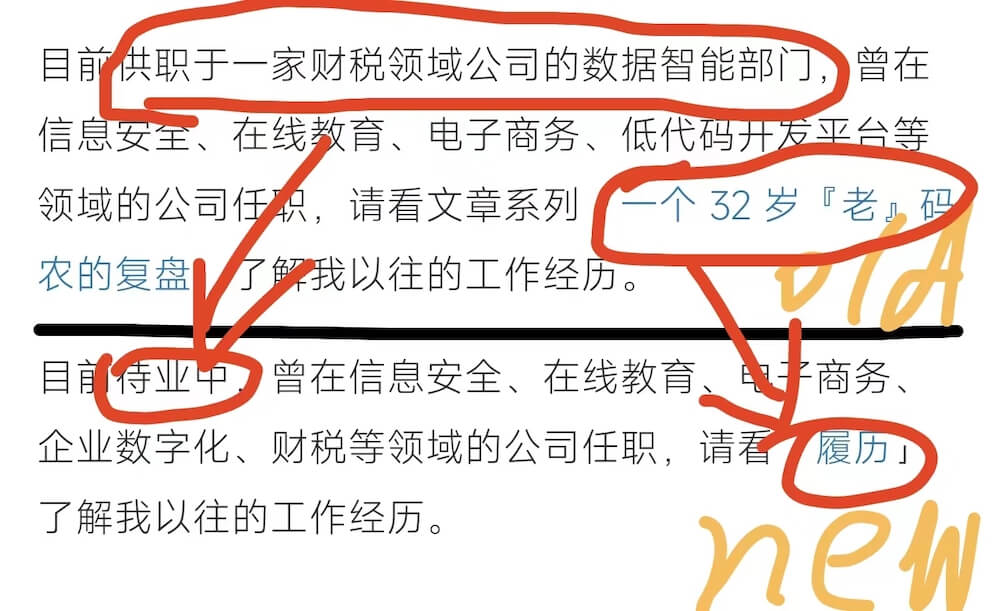 目前供职于一家财税领域公司的数据智能部门，曾在
信息安全、在线教育、电子商务、低代码开发平台等
领域的公司任职，请看文章系列「一个 32 岁『老』码
农的复盘」了解我以往的工作经历。
old
目前待业中，曾在信息安全、在线教育、电子商务、
企业数字化、财税等领域的公司任职，请看「履历」
了解我以往的工作经历。
new